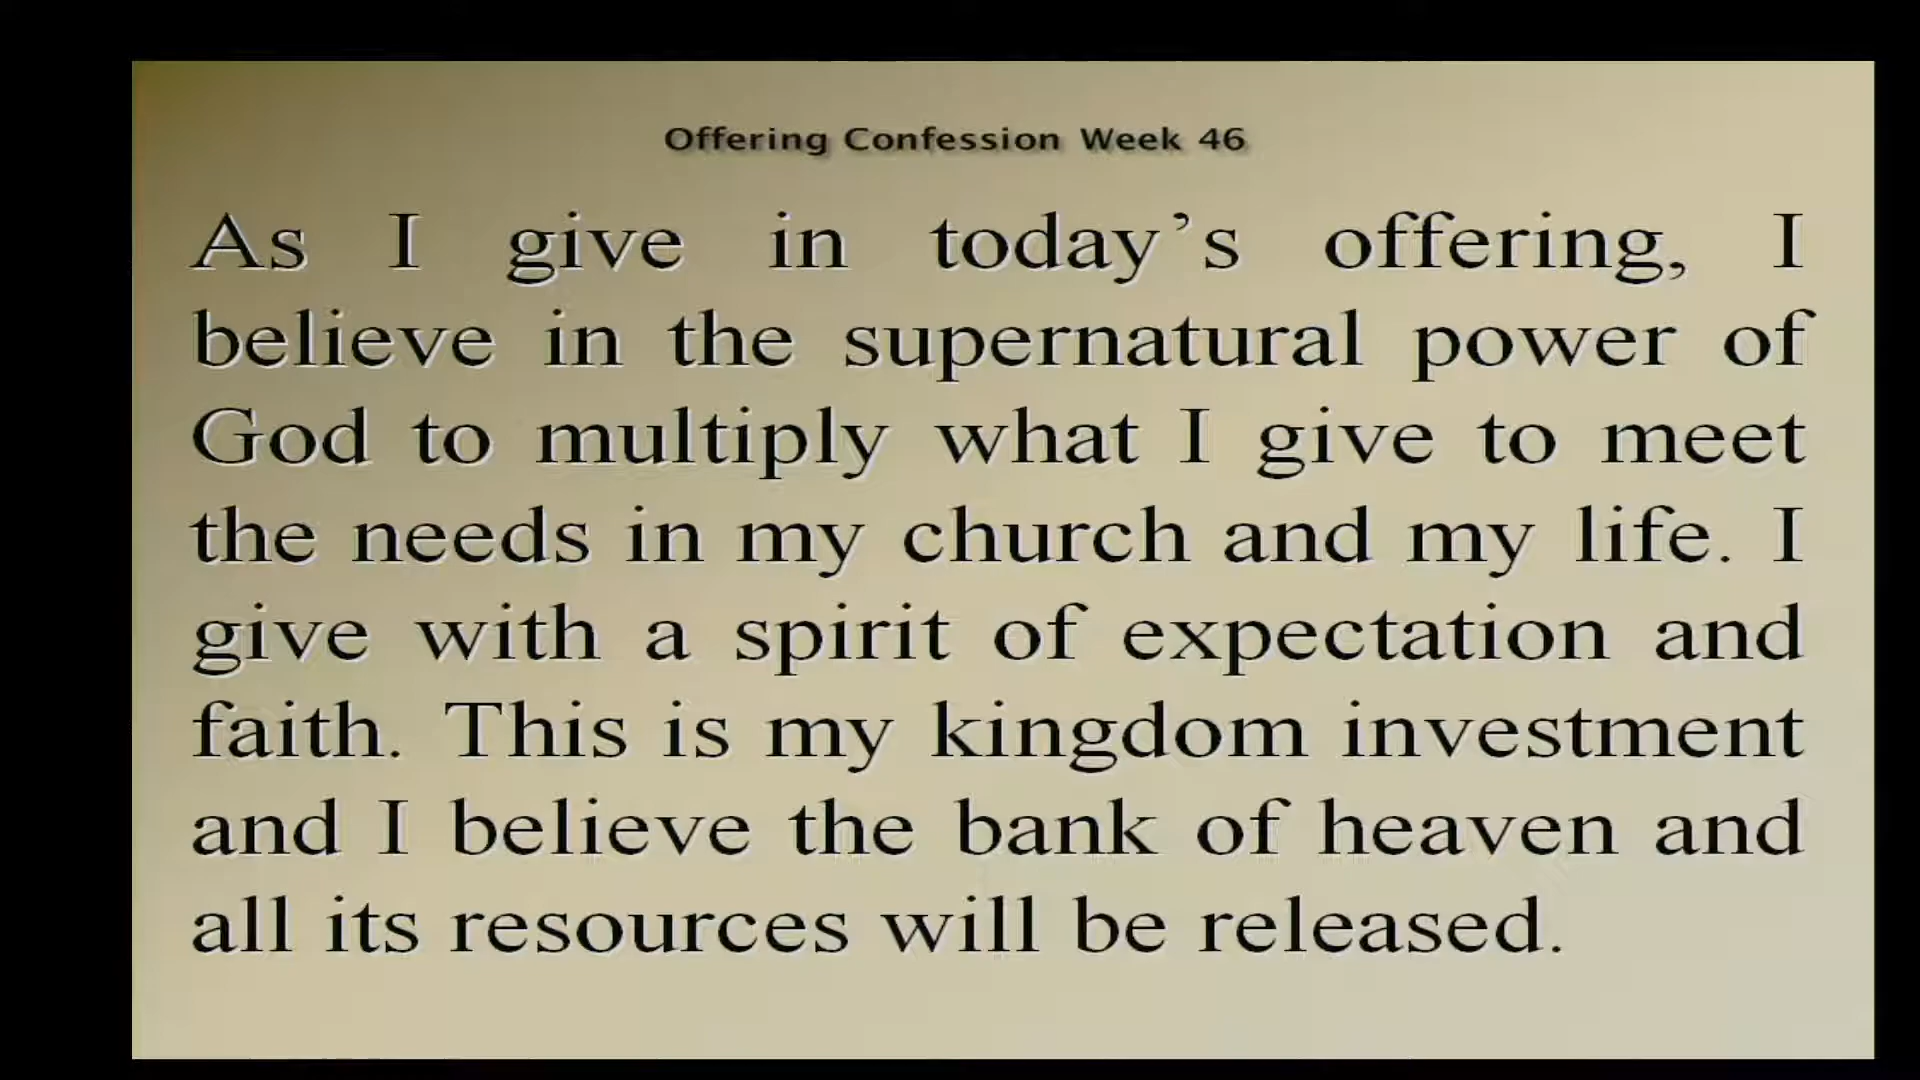 Offering Confession Week 46
As I give in today’s offering, I
believe in the supernatural power of
God to multiply what I give to meet
the needs in my church and my life. I
give with a spirit of expectation and
faith. This is my kingdom investment
and I believe the bank of heaven and
all its resources will be released.